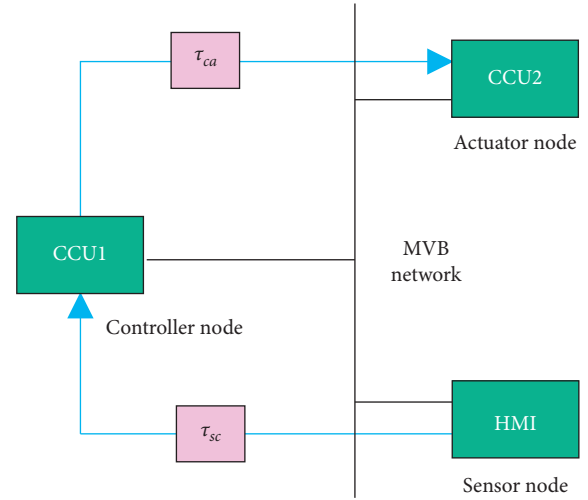 τca
CCU2
Actuator node
CCU1
MVB
network
Controller node
τsc
HMI
Sensor node